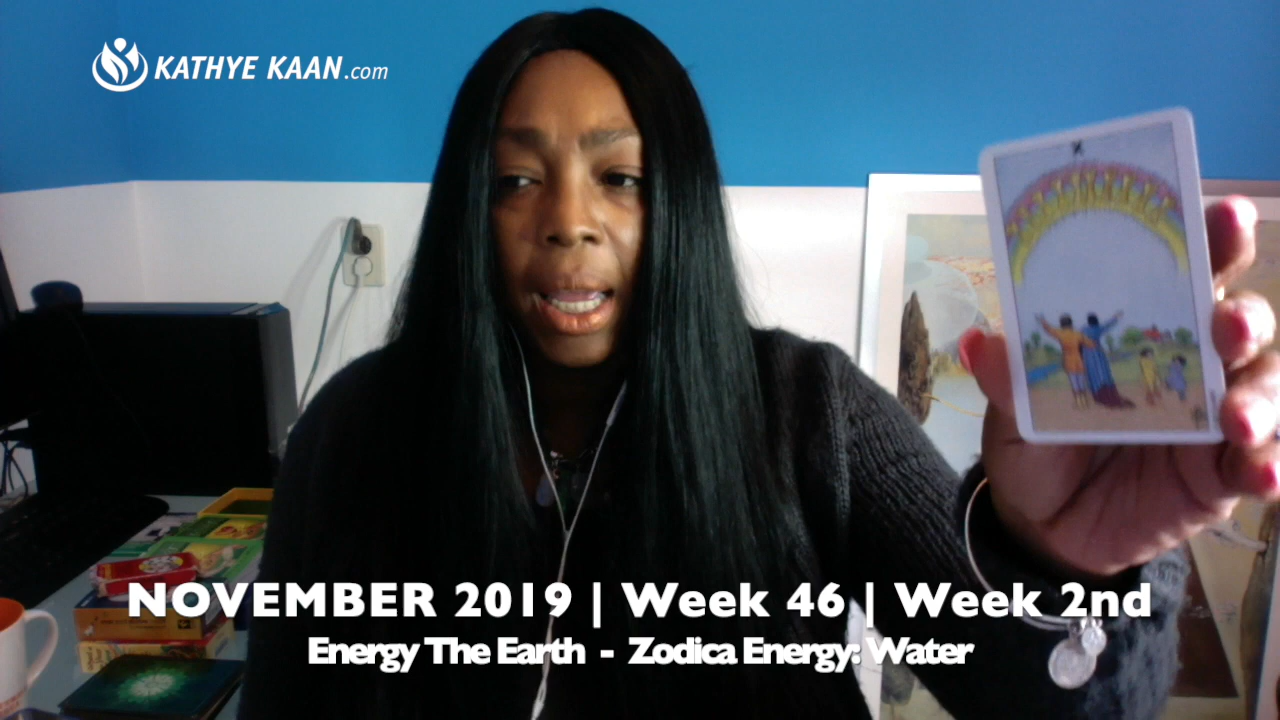 KATHYE KAAN.com
X
NOVEMBER 2019 | Week 46 | Week 2nd
Energy The Earth - Zodica Energy: Water